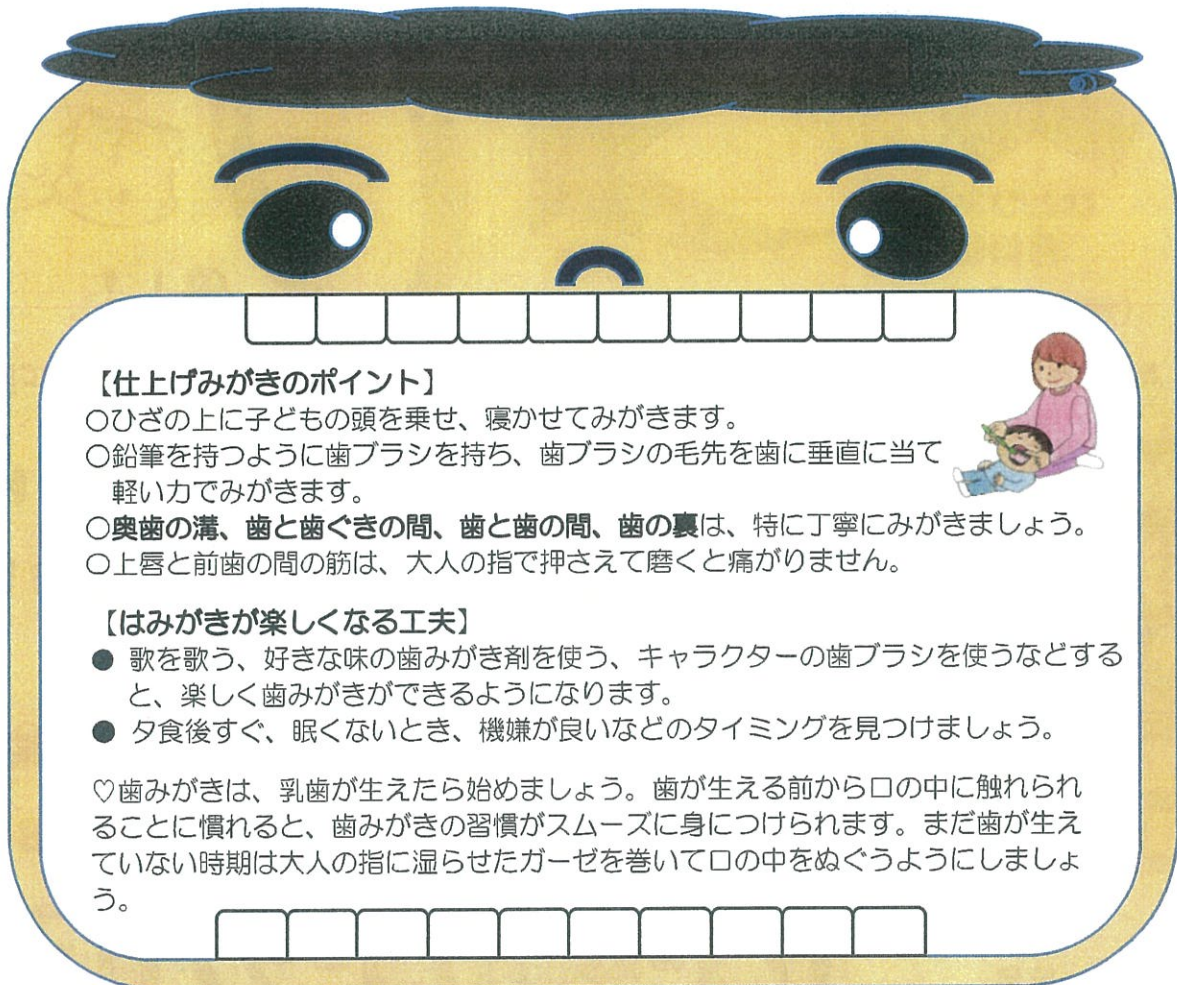 【仕上げみがきのポイント】
○ひざの上に子どもの頭を乗せ、寝かせてみがきます。
○鉛筆を持つように歯ブラシを持ち、歯ブラシの毛先を歯に垂直に当て
軽い力でみがきます。
○奥歯の溝、歯と歯ぐきの間、歯と歯の間、歯の裏は、特に丁寧にみがきましょう。
○上唇と前歯の間の筋は、大人の指で押さえて磨くと痛がりません。
【はみがきが楽しくなる工夫】
● 歌を歌う、好きな味の歯みがき剤を使う、キャラクターの歯ブラシを使うなどする
と、楽しく歯みがきができるようになります。
● 夕食後すぐ、眠くないとき、機嫌が良いなどのタイミングを見つけましょう。
♡歯みがきは、乳歯が生えたら始めましょう。歯が生える前から口の中に触れられ
ることに慣れると、歯みがきの習慣がスムーズに身につけられます。まだ歯が生え
ていない時期は大人の指に湿らせたガーゼを巻いて口の中をぬぐうようにしましょ
う。